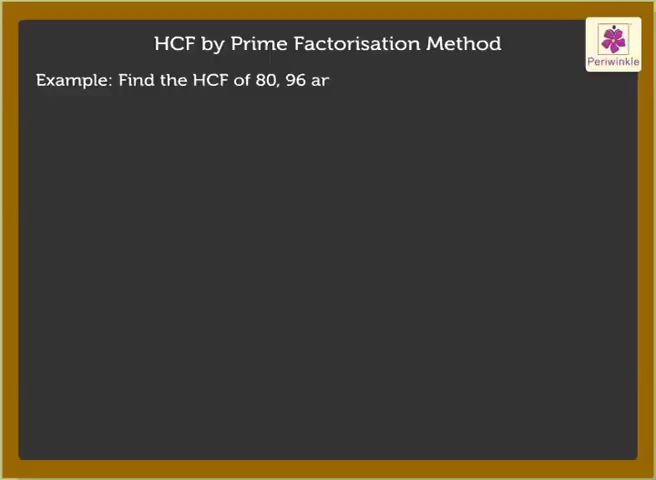 HCF by Prime Factorisation Method
Periwinkle
Example: Find the HCF of 80, 96 ar